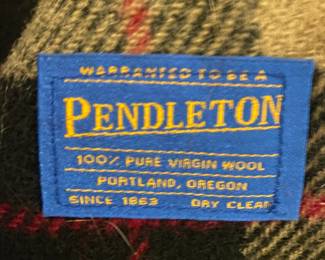 WARRANTED TO BE A
PENDLETON
100% PURE VIRGIN WOOL
PORTLAND, OREGON
SINCE 1863 DRY CLEAN